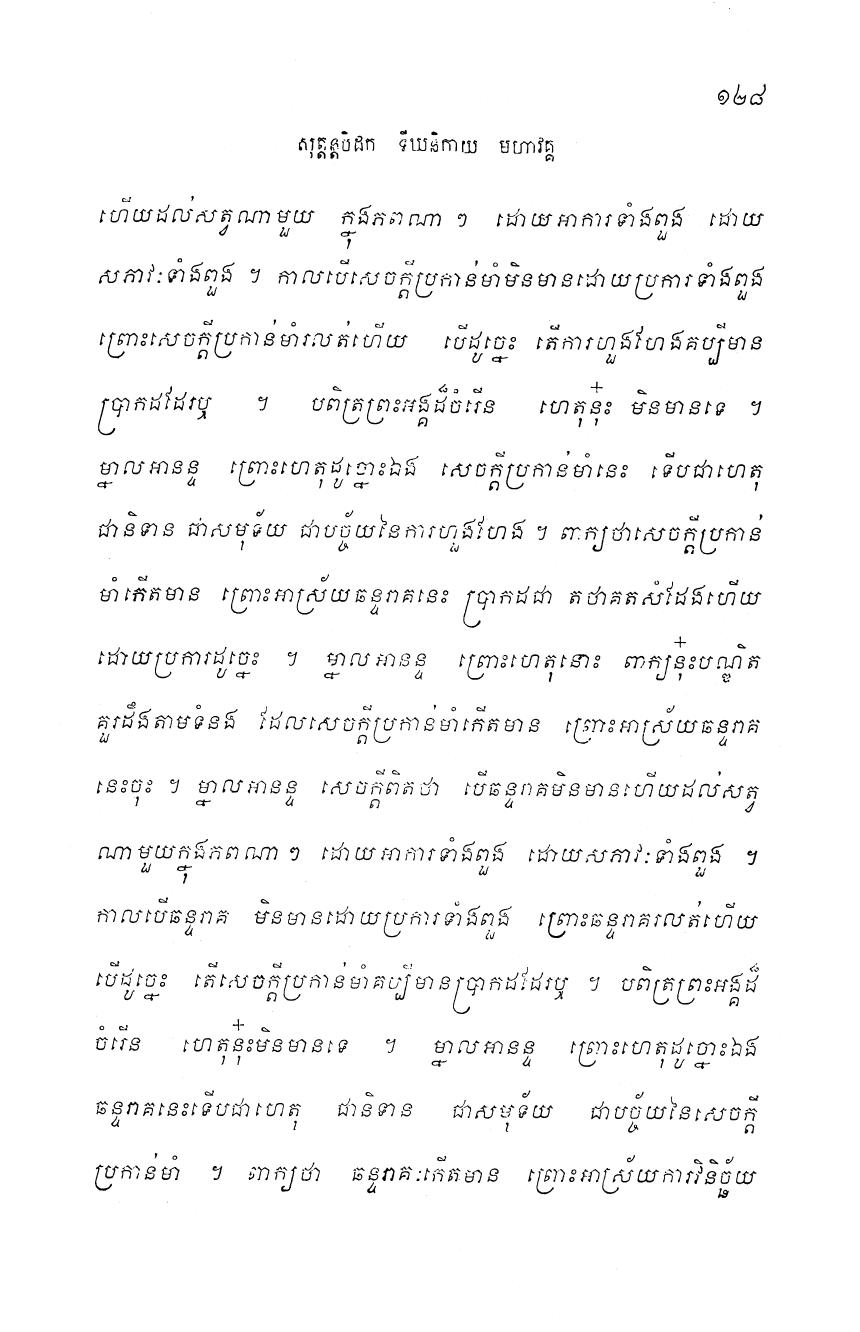 ១២៨
សុត្តន្តបិដក ទីឃនិកាយ មហាវគ្គ
ហើយដល់សត្វណាមួយ ក្នុងភពណា ៗ ដោយអាការទាំងពួង ដោយ
សភាវៈទាំងពួង ។ កាលបើសេចក្តីប្រកាន់មាំមិនមានដោយប្រការទាំងពួង
ព្រោះសេចក្តីប្រកាន់មាំរលត់ហើយ បើដូច្នេះ តើការហួងហែងគប្បីមាន
ប្រាកដដែរឬ ។ បពិត្រព្រះអង្គដ៏ចំរើន ហេតុនុ៎ះ មិនមានទេ ។
ម្នាលអានន្ទ ព្រោះហេតុដូច្នោះឯង សេចក្តីប្រកាន់មាំនេះ ទើបជាហេតុ
ជានិទាន ជាសមុទ័យ ជាបច្ច័យនៃការហួងហែង ។ ពាក្យថាសេចក្តីប្រកាន់
មាំកើតមាន ព្រោះអាស្រ័យឆន្ទរាគនេះ ប្រាកដជា តថាគតសំដែងហើយ
ដោយប្រការដូច្នេះ ។ ម្នាលអានន្ទ ព្រោះហេតុនោះ ពាក្យនុ៎ះបណ្ឌិត
គួរដឹងតាមទំនង ដែលសេចក្តីប្រកាន់មាំកើតមាន ព្រោះអាស្រ័យឆន្ទរាគ
នេះចុះ ។ ម្នាលអានន្ទ សេចក្តីពិតថា បើឆន្ទរាគមិនមានហើយដល់សត្វ
ណាមួយក្នុងភពណា ៗ ដោយអាការទាំងពួង ដោយសភាវៈទាំងពួង ។
កាលបើឆន្ទរាគ មិនមានដោយប្រការទាំងពួង ព្រោះឆន្ទរាគរលត់ហើយ
បើដូច្នេះ តើសេចក្តីប្រកាន់មាំគប្បីមានប្រាកដដែរឬ ។ បពិត្រព្រះអង្គដ៏
ចំរើន ហេតុនុ៎ះមិនមានទេ ។ ម្នាលអានន្ទ ព្រោះហេតុដូច្នោះឯង
ឆន្ទរាគនេះទើបជាហេតុ ជានិទាន ជាសមុទ័យ ជាបច្ច័យនៃសេចក្តី
ប្រកាន់មាំ ។ ពាក្យថា ឆន្ទរាគៈកើតមាន ព្រោះអាស្រ័យការវិនិច្ឆ័យ